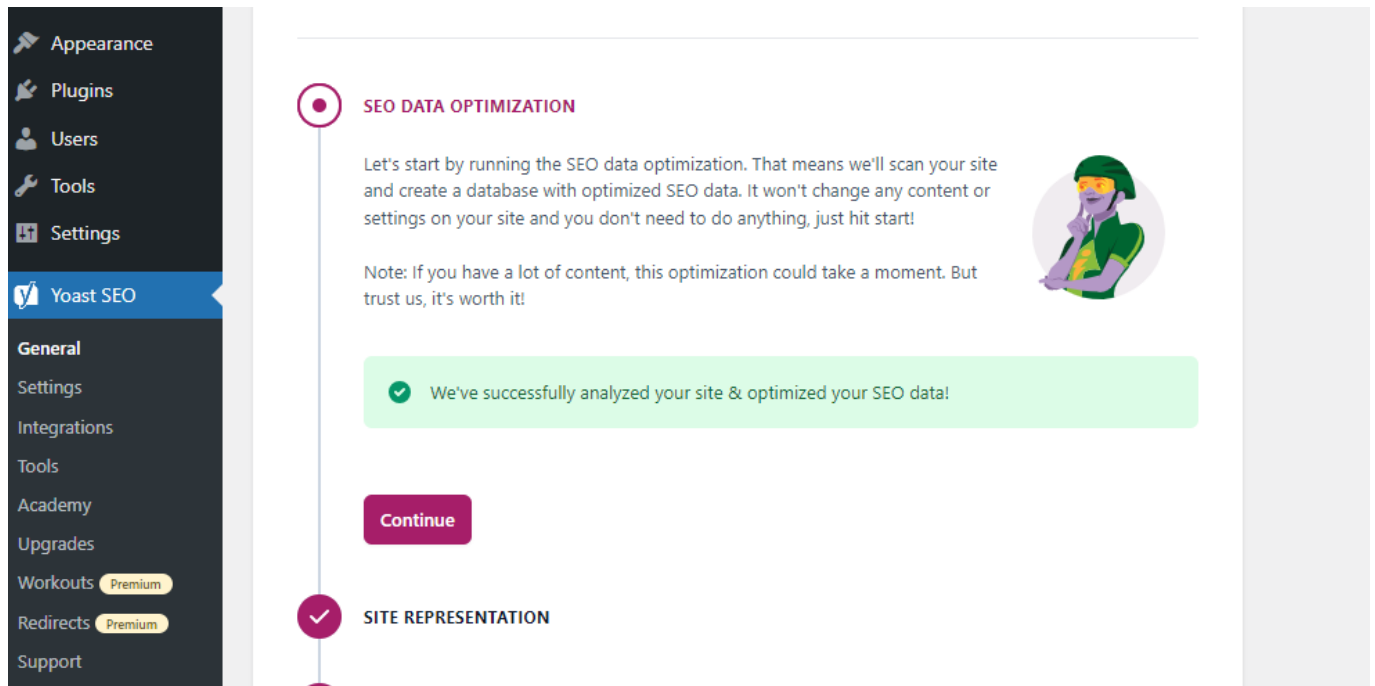 Appearance
Plugins
Users
Tools
Settings
Yoast SEO
General
Settings
Integrations
Tools
Academy
Upgrades
Workouts Premium
Redirects Premium
Support
SEO DATA OPTIMIZATION
Let's start by running the SEO data optimization. That means we'll scan your site
and create a database with optimized SEO data. It won't change any content or
settings on your site and you don't need to do anything, just hit start!
Note: If you have a lot of content, this optimization could take a moment. But
trust us, it's worth it!
We've successfully analyzed your site & optimized your SEO data!
Continue
SITE REPRESENTATION